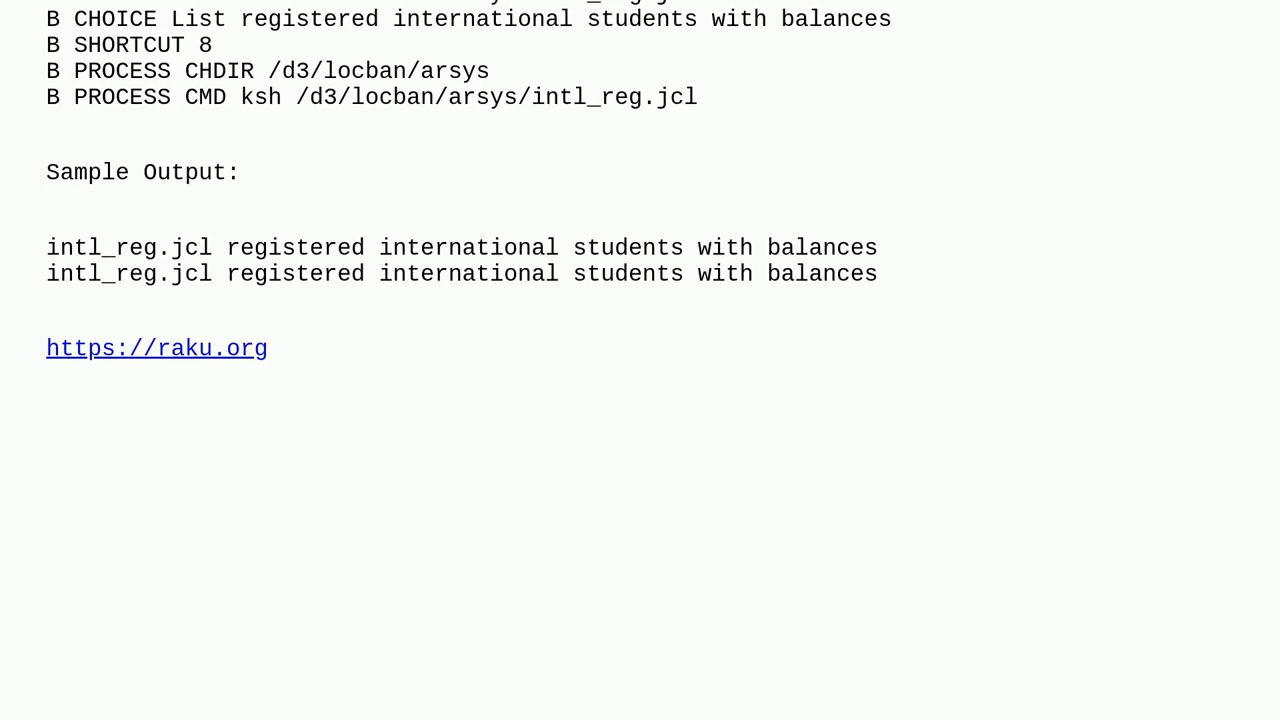 B CHOICE List registered international students with balances
B SHORTCUT 8
B PROCESS CHDIR /d3/locban/arsys
B PROCESS CMD ksh /d3/locban/arsys/intl_reg.jcl
Sample Output:
intl_reg.jcl registered international students with balances
intl_reg.jcl registered international students with balances
https://raku.org